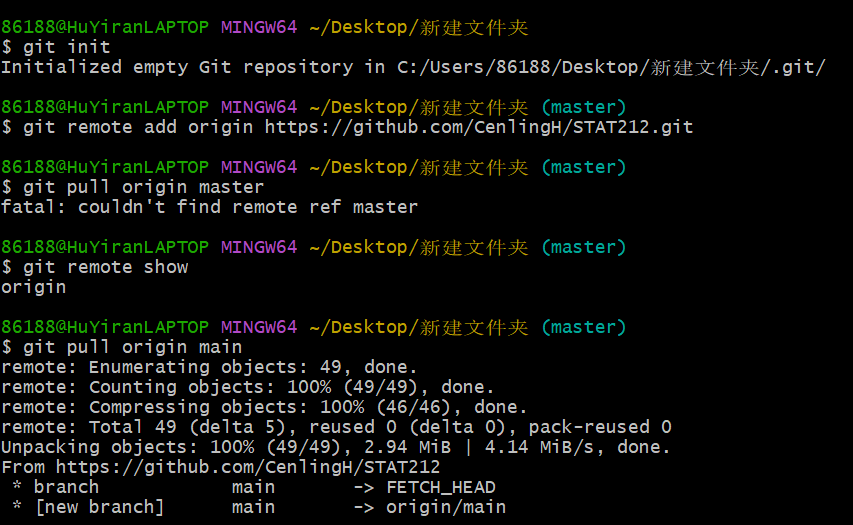 86188@HuYiranLAPTOP MINGW64 ~/Desktop/新建文件夹
$ git init
Initialized empty Git repository in C:/Users/86188/Desktop/新建文件夹/.git/
86188@HuYiranLAPTOP MINGW64 ~/Desktop/新建文件夹 (master)
$ git remote add origin https://github.com/CenlingH/STAT212.git
86188@HuYiranLAPTOP MINGW64 ~/Desktop/新建文件夹 (master)
$ git pull origin master
fatal: couldn't find remote ref master
86188@HuYiranLAPTOP MINGW64 ~/Desktop/新建文件夹 (master)
$ git remote show
origin
86188@HuYiranLAPTOP MINGW64 ~/Desktop/新建文件夹 (master)
$ git pull origin main
remote: Enumerating objects: 49, done.
remote: Counting objects: 100% (49/49), done.
remote: Compressing objects: 100% (46/46), done.
remote: Total 49 (delta 5), reused 0 (delta 0), pack-reused 0
Unpacking objects: 100% (49/49), 2.94 MiB | 4.14 MiB/s, done.
From https://github.com/CenlingH/STAT212
 * branch            main       -> FETCH_HEAD
 * [new branch]      main       -> origin/main